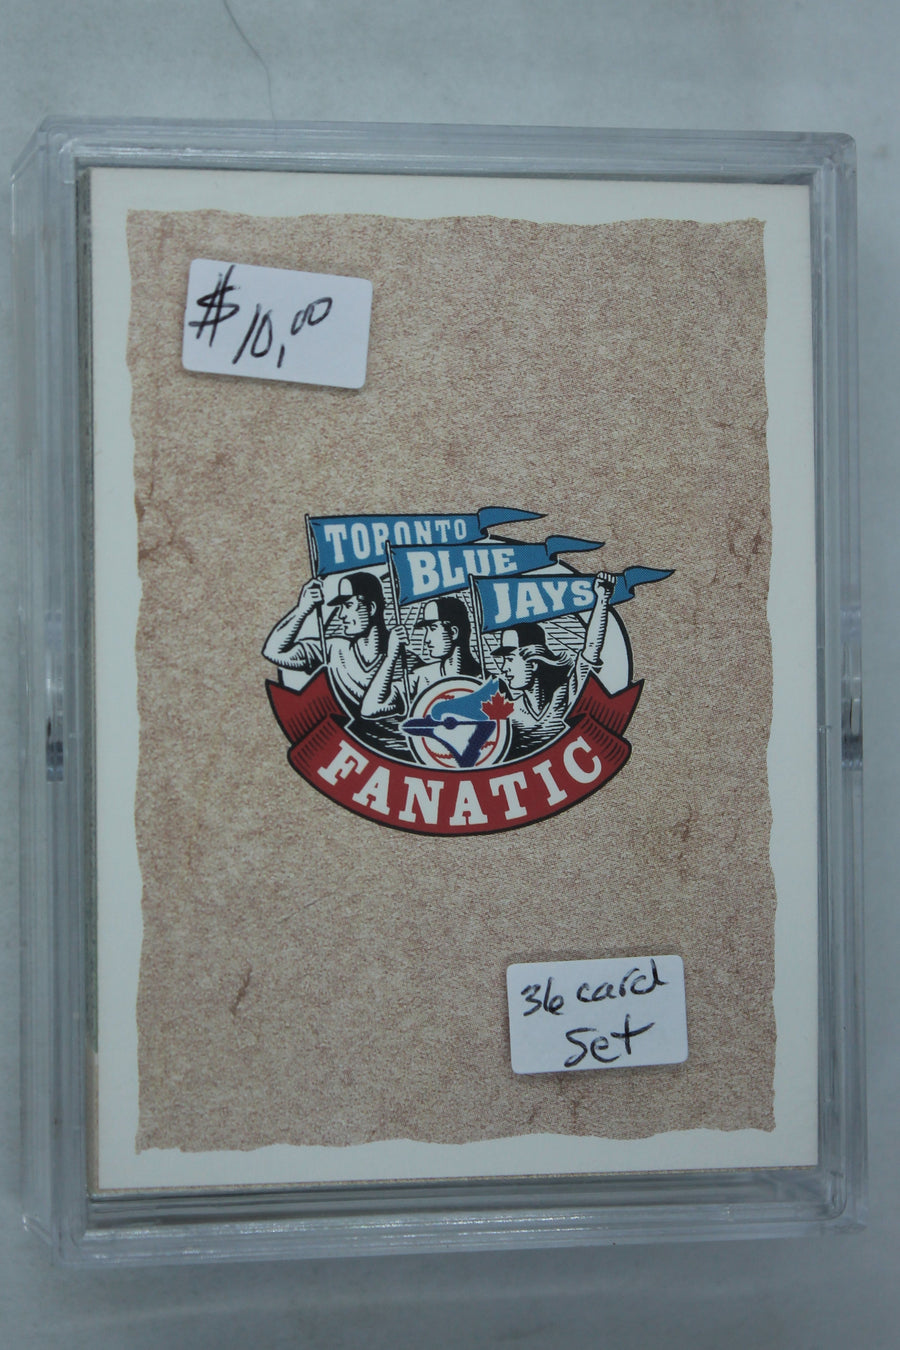 $10,00
TORONTO
BLUE
JAYS
FANATIC
36 card
Set